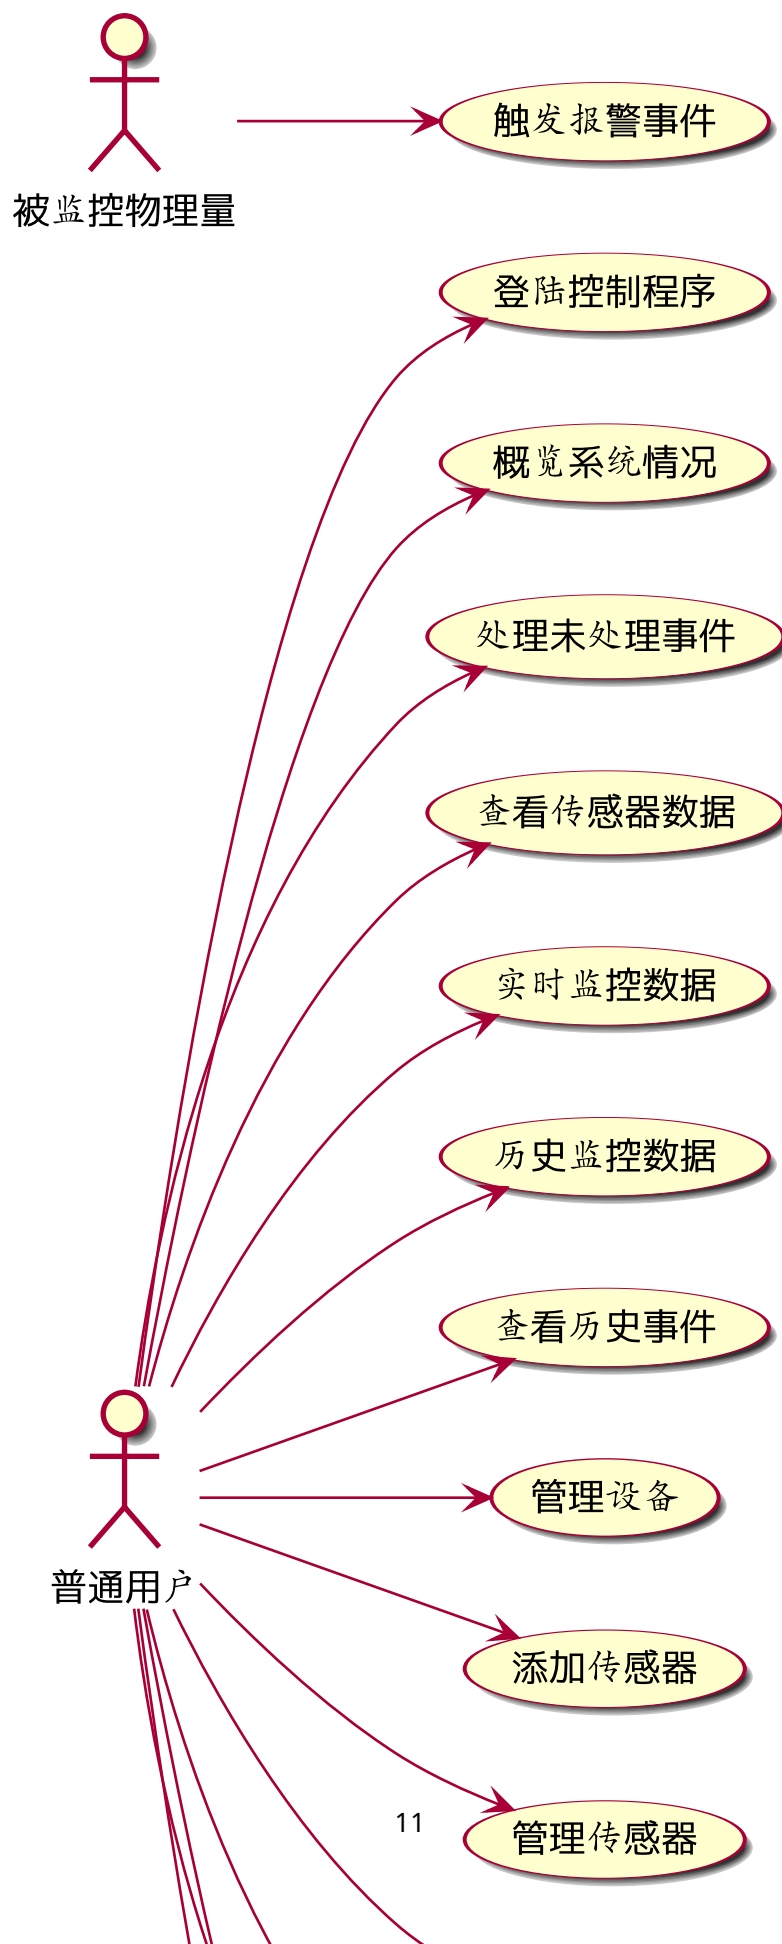 触发报警事件
被监控物理量
登陆控制程序
概览系统情况
处理未处理事件
查看传感器数据
实时监控数据
历史监控数据
查看历史事件
管理设备
普通用户
添加传感器
11
管理传感器